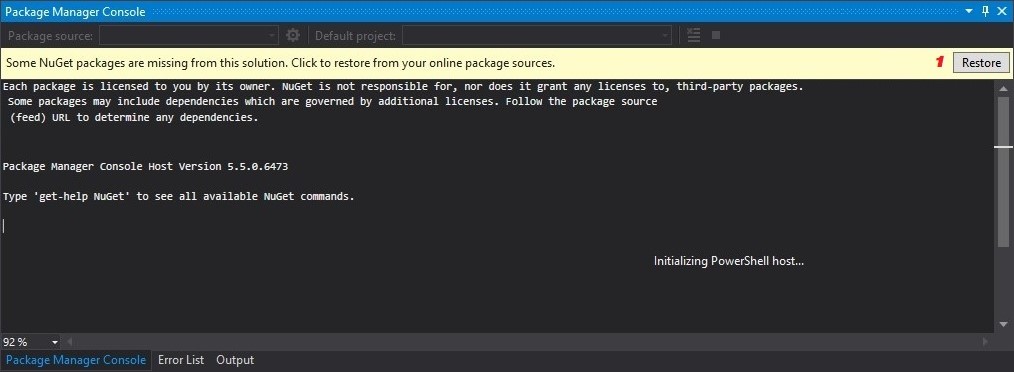 Package Manager Console
Package source: Default project:
Some NuGet packages are missing from this solution. Click to restore from your online package sources. 1 Restore
Each package is licensed to you by its owner. NuGet is not responsible for, nor does it grant any licenses to, third-party packages.
Some packages may include dependencies which are governed by additional licenses. Follow the package source
(feed) URL to determine any dependencies.
Package Manager Console Host Version 5.5.0.6473
Type 'get-help NuGet' to see all available NuGet commands.
Initializing PowerShell host...
92 %
Package Manager Console Error List Output